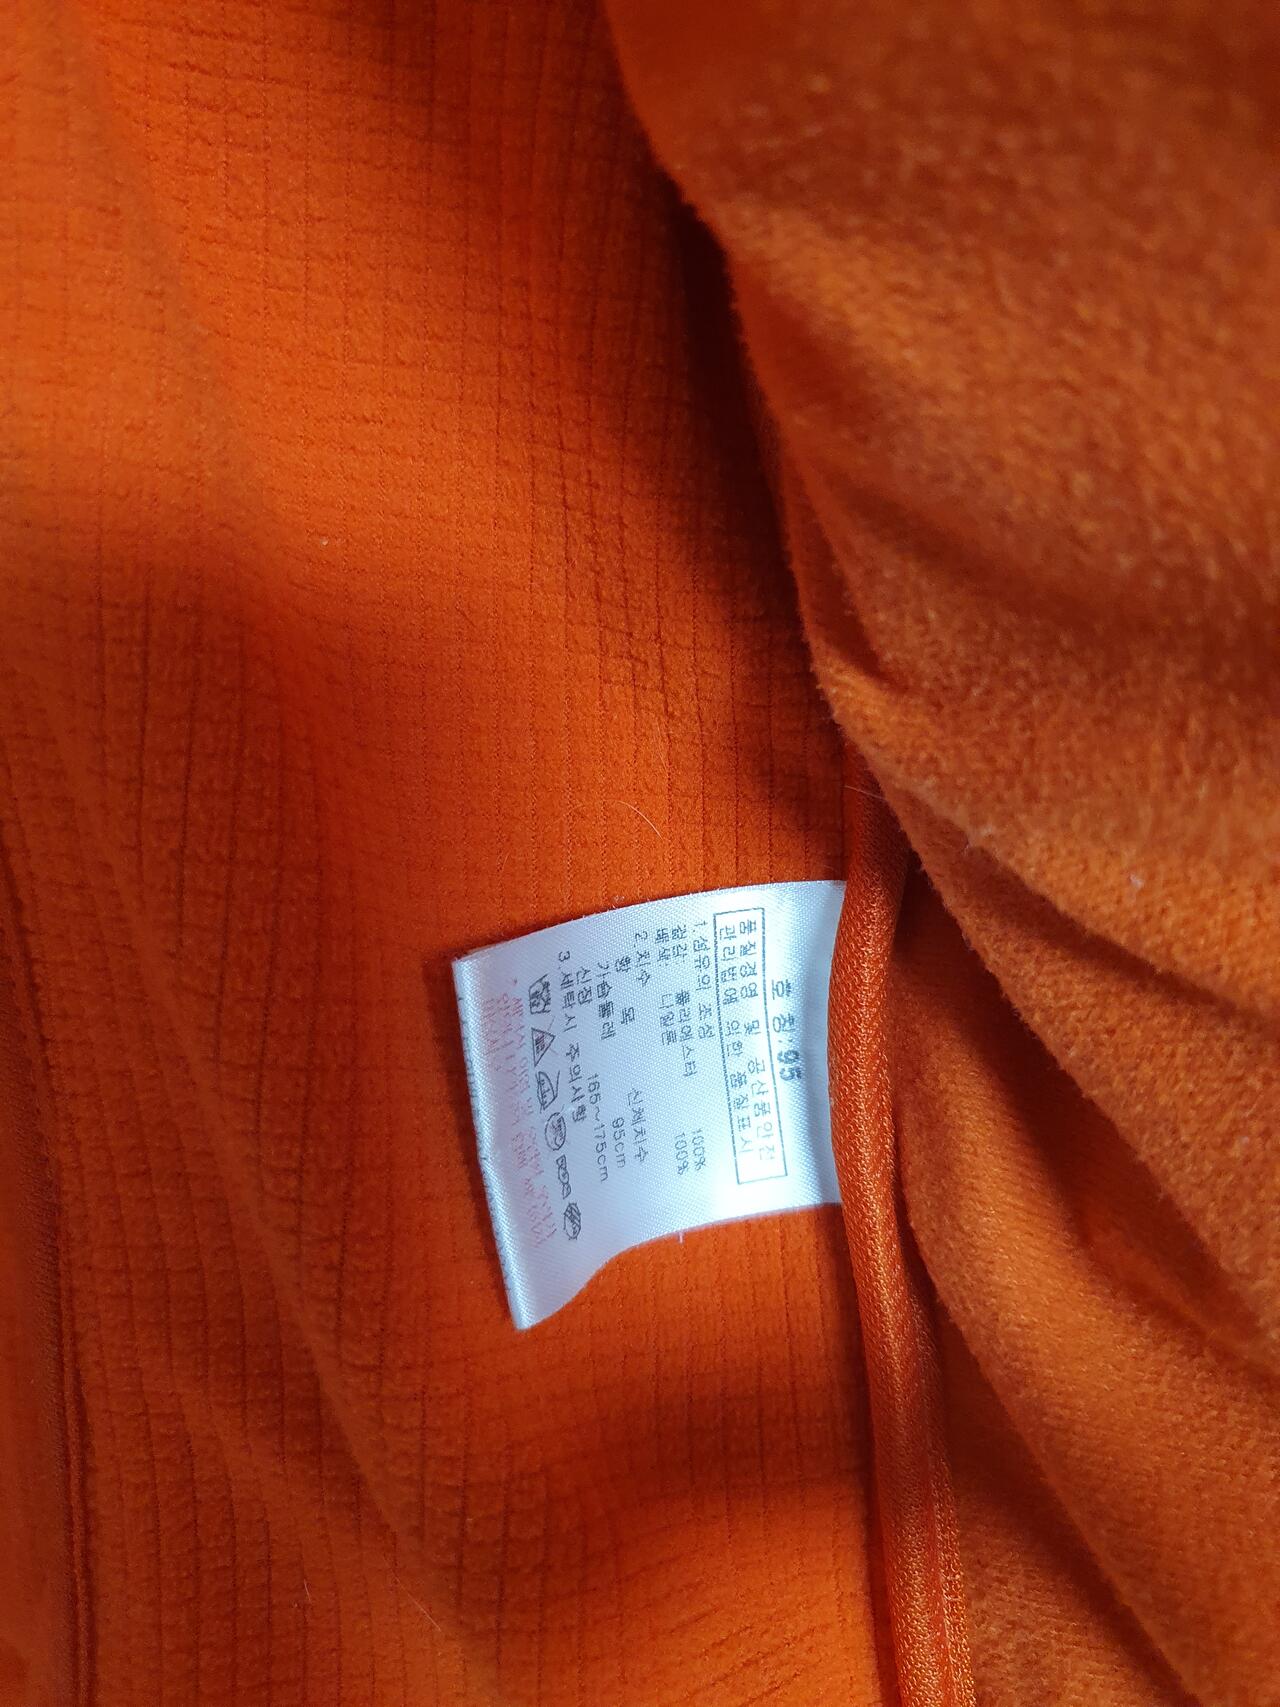 호 칭:95
품질경영 및 공산품안전
관리법에 의한 품질표시
1.섬유의 조성
겉감: 폴리에스터 100%
배색: 나일론 100%
2.치수
항 목 신체치수
가슴둘레 95cm
신장 165~175cm
3.세탁시 주의사항